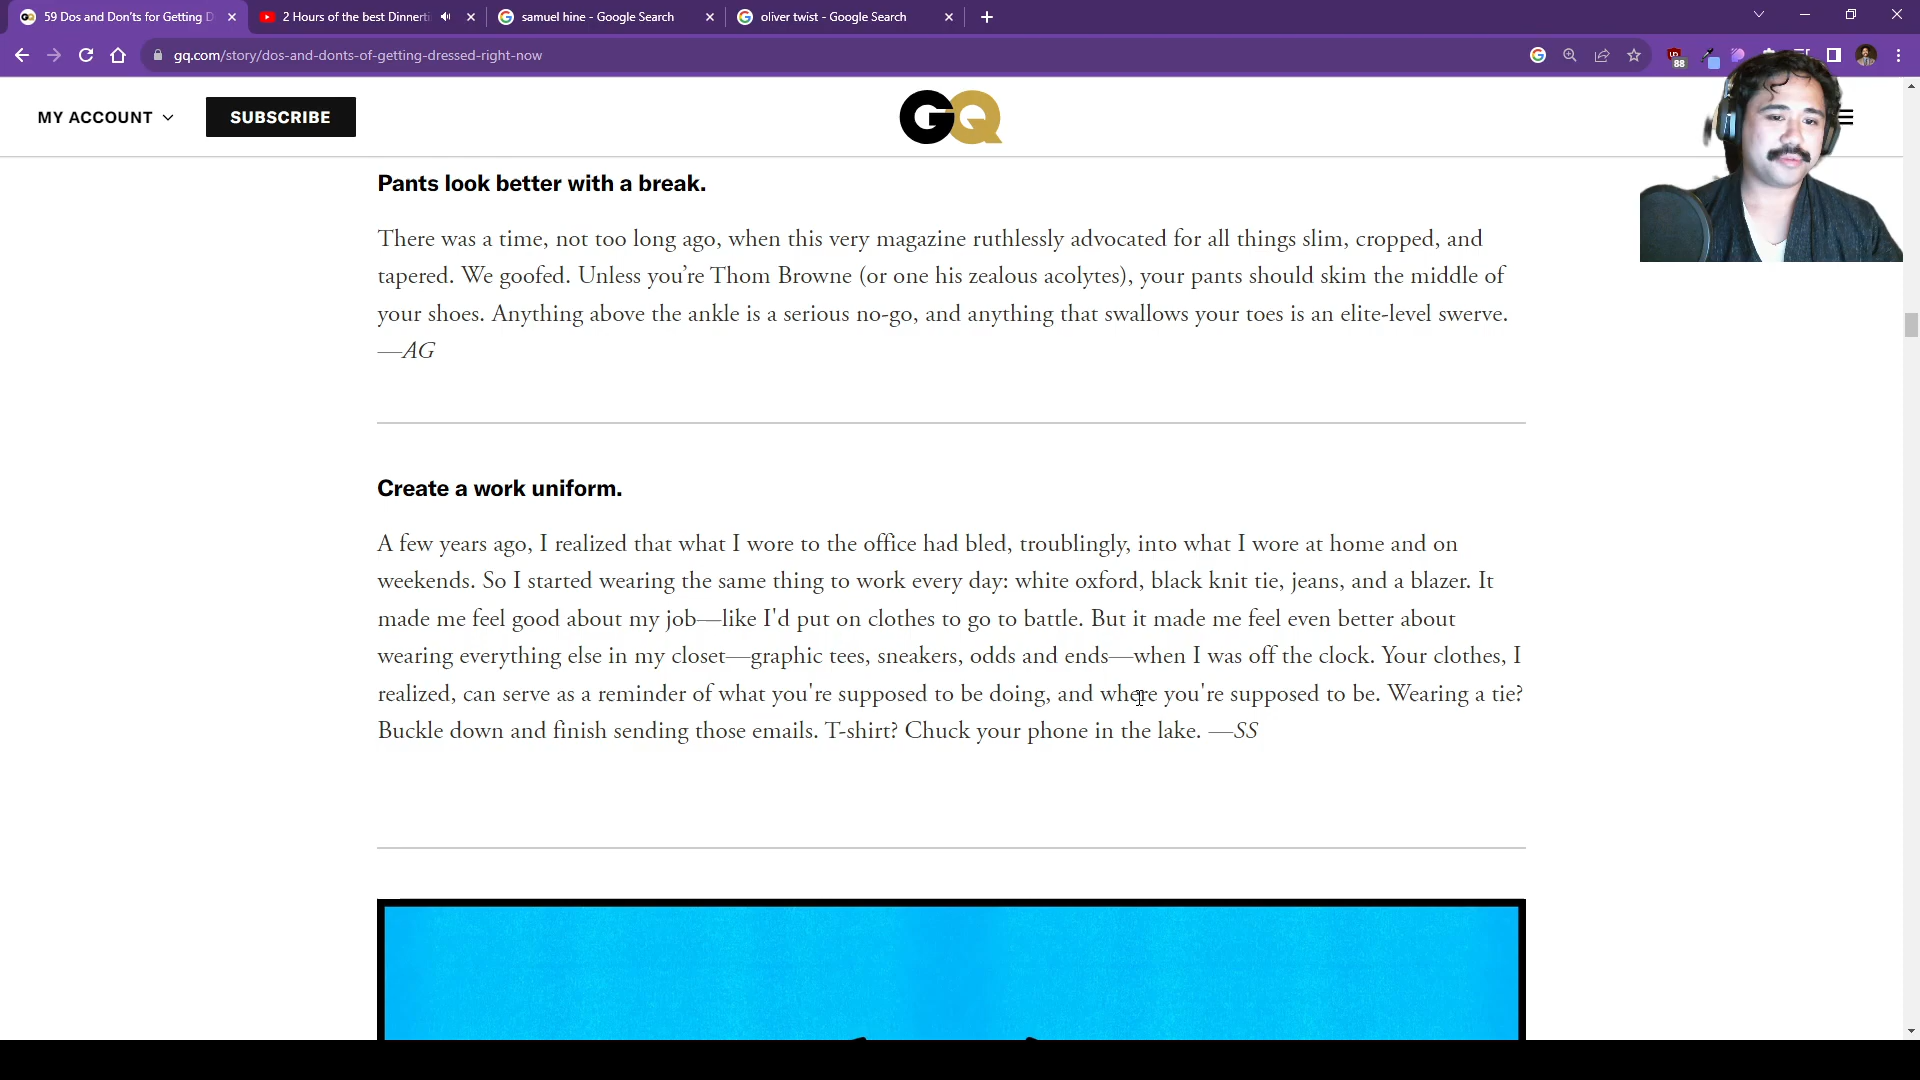 59 Dos and Don'ts for Getting D
2 Hours of the best Dinnerti
samuel hine - Google Search
oliver twist - Google Search
gq.com/story/dos-and-donts-of-getting-dressed-right-now
88
MY ACCOUNT
SUBSCRIBE
GQ
Pants look better with a break.
There was a time, not too long ago, when this very magazine ruthlessly advocated for all things slim, cropped, and
tapered. We goofed. Unless you’re Thom Browne (or one his zealous acolytes), your pants should skim the middle of
your shoes. Anything above the ankle is a serious no-go, and anything that swallows your toes is an elite-level swerve.
—AG
Create a work uniform.
A few years ago, I realized that what I wore to the office had bled, troublingly, into what I wore at home and on
weekends. So I started wearing the same thing to work every day: white oxford, black knit tie, jeans, and a blazer. It
made me feel good about my job—like I'd put on clothes to go to battle. But it made me feel even better about
wearing everything else in my closet—graphic tees, sneakers, odds and ends—when I was off the clock. Your clothes, I
realized, can serve as a reminder of what you're supposed to be doing, and where you're supposed to be. Wearing a tie?
Buckle down and finish sending those emails. T-shirt? Chuck your phone in the lake. —SS